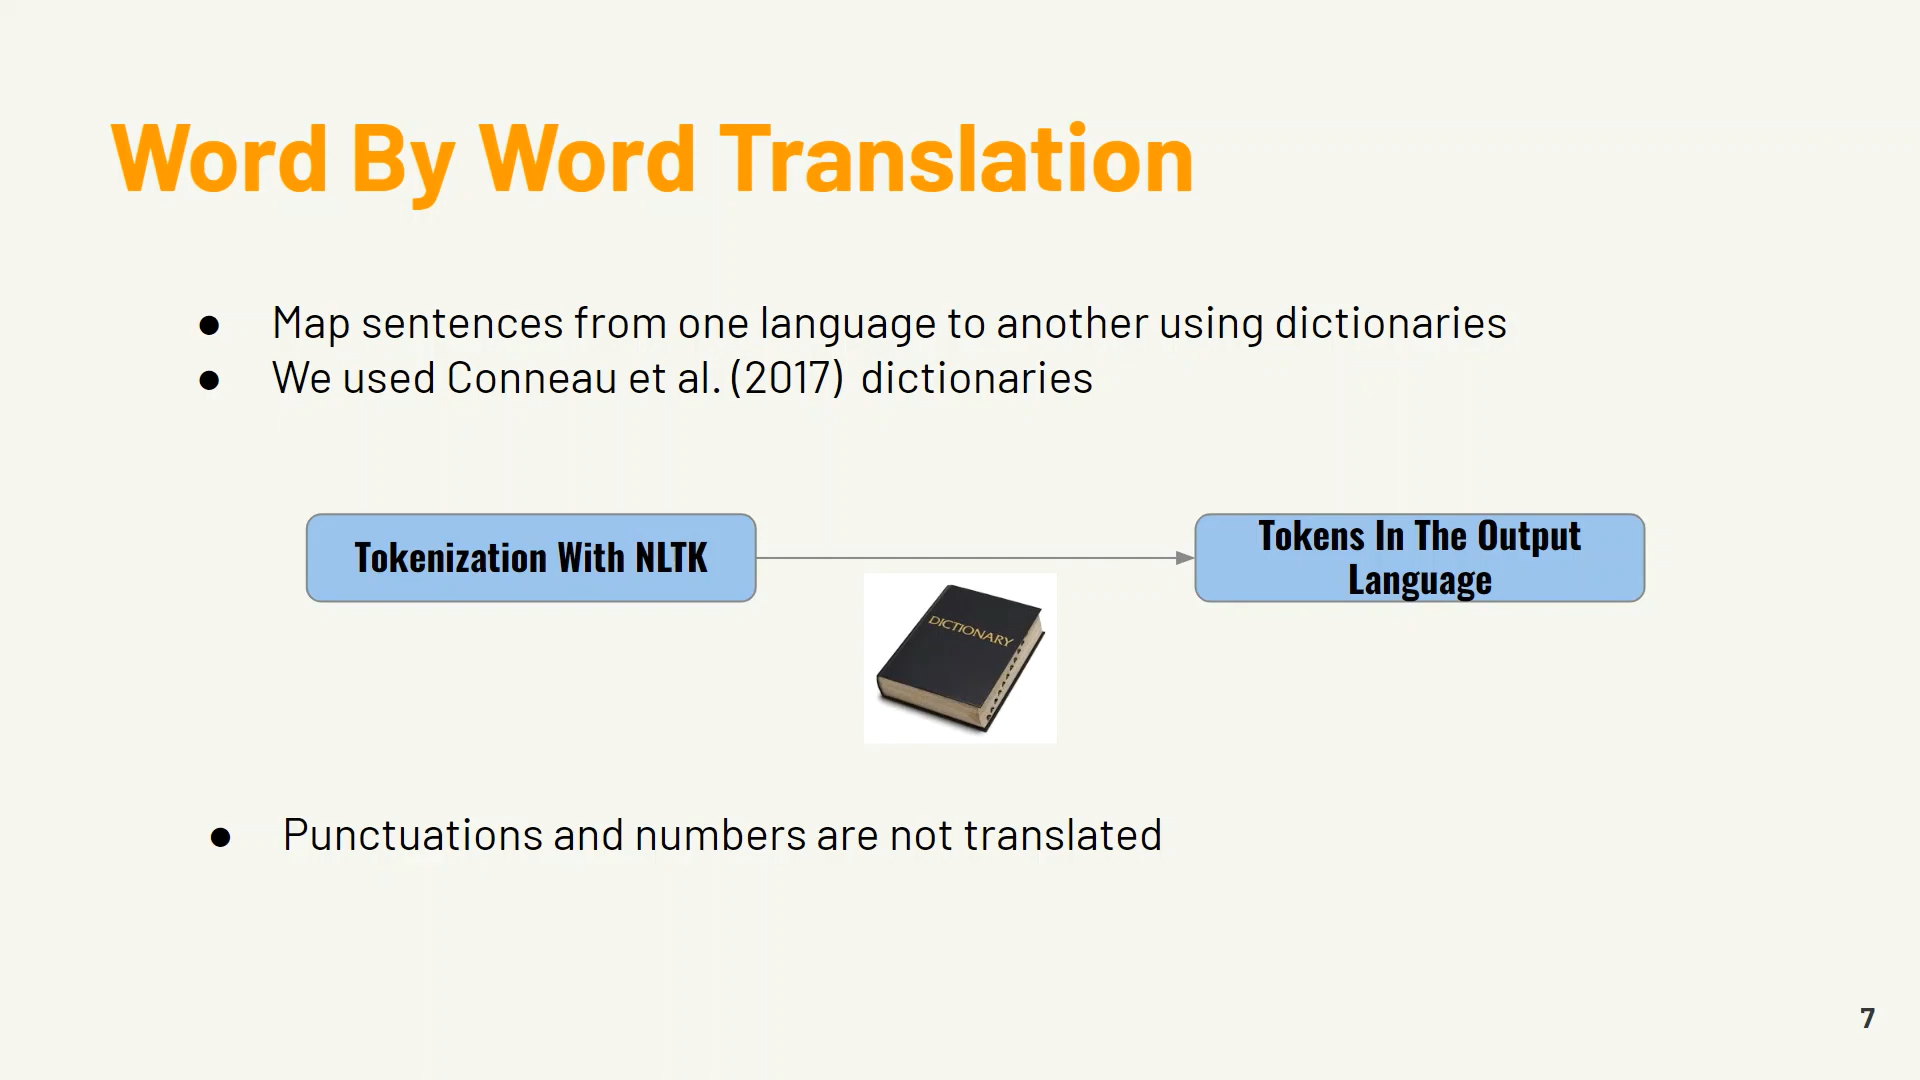 Word By Word Translation
● Map sentences from one language to another using dictionaries
● We used Conneau et al. (2017) dictionaries
Tokenization With NLTK
Tokens In The Output
Language
DICTIONARY
● Punctuations and numbers are not translated
7